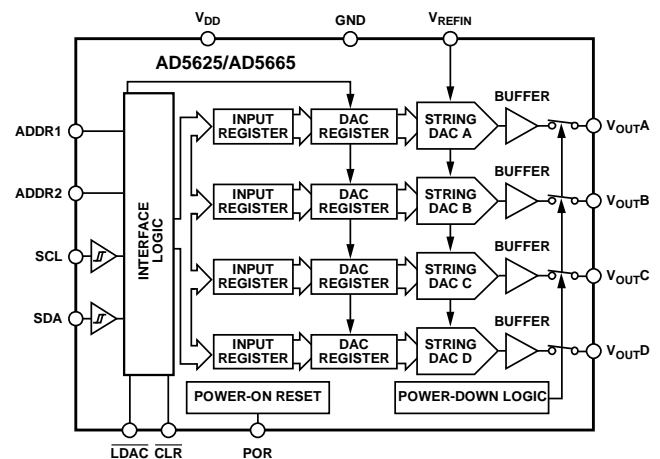 VDD
GND
VREFIN
AD5625/AD5665
BUFFER
ADDR1
INPUT
REGISTER
DAC
REGISTER
STRING
DAC A
VOUTA
BUFFER
ADDR2
INPUT
REGISTER
DAC
REGISTER
STRING
DAC B
VOUTB
INTERFACE
LOGIC
BUFFER
SCL
INPUT
REGISTER
DAC
REGISTER
STRING
DAC C
VOUTC
BUFFER
SDA
INPUT
REGISTER
DAC
REGISTER
STRING
DAC D
VOUTD
POWER-ON RESET
POWER-DOWN LOGIC
LDAC
CLR
POR